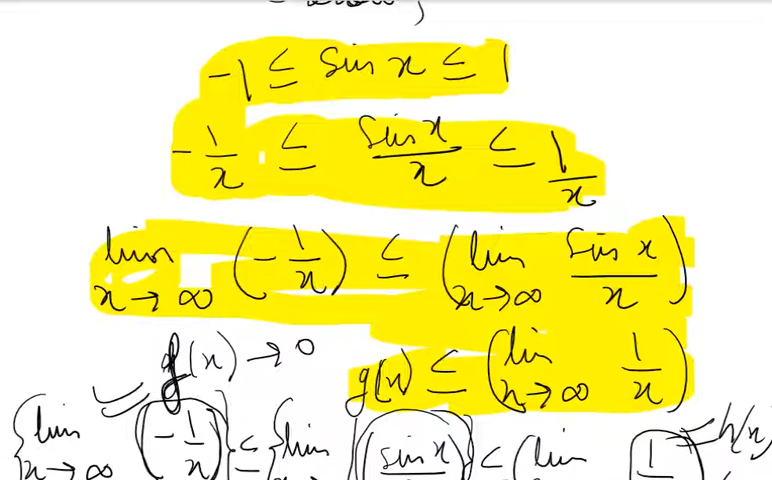 -1 ≤ sin x ≤ 1
-1/x ≤ sin x/x ≤ 1/x
lim x→∞ (-1/x) ≤ (lim x→∞ sin x/x)
g(x) ≤ (lim x→∞ 1/x)
(x) → 0
{lim x→∞ (-1/x)} ≤ {lim (sin x ≤ (lim 1 h(x)